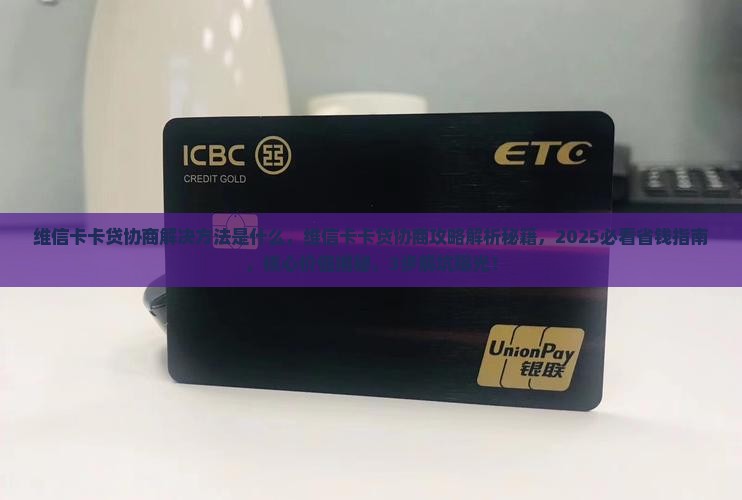 ICBC
ETC
CREDIT GOLD
维信卡卡贷协商解决方法是什么,维信卡卡贷协商攻略解析秘籍,2025必看省钱指南
UnionPay
银联